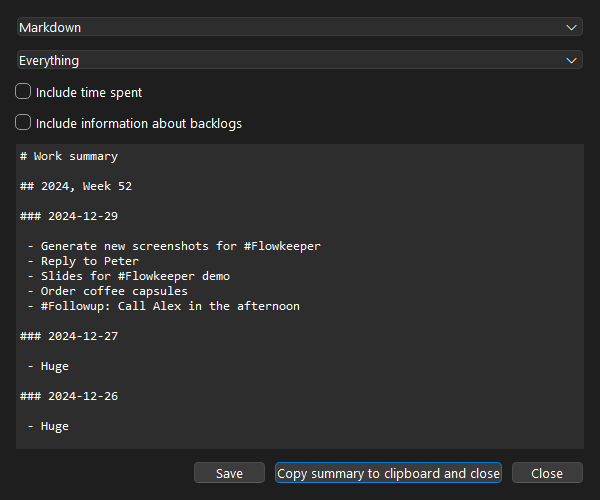 Markdown
Everything
Include time spent
Include information about backlogs
# Work summary
## 2024, Week 52
### 2024-12-29
- Generate new screenshots for #Flowkeeper
- Reply to Peter
- Slides for #Flowkeeper demo
- Order coffee capsules
- #Followup: Call Alex in the afternoon
### 2024-12-27
- Huge
### 2024-12-26
- Huge
Save
Copy summary to clipboard and close
Close